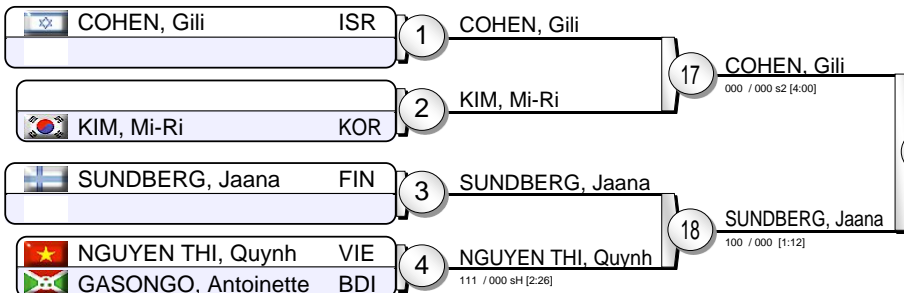 COHEN, Gili ISR
1
COHEN, Gili
17
COHEN, Gili
000 / 000 s2 [4:00]
2
KIM, Mi-Ri
KIM, Mi-Ri KOR
SUNDBERG, Jaana FIN
3
SUNDBERG, Jaana
18
SUNDBERG, Jaana
100 / 000 [1:12]
NGUYEN THI, Quynh VIE
4
NGUYEN THI, Quynh
111 / 000 sH [2:26]
GASONGO, Antoinette BDI